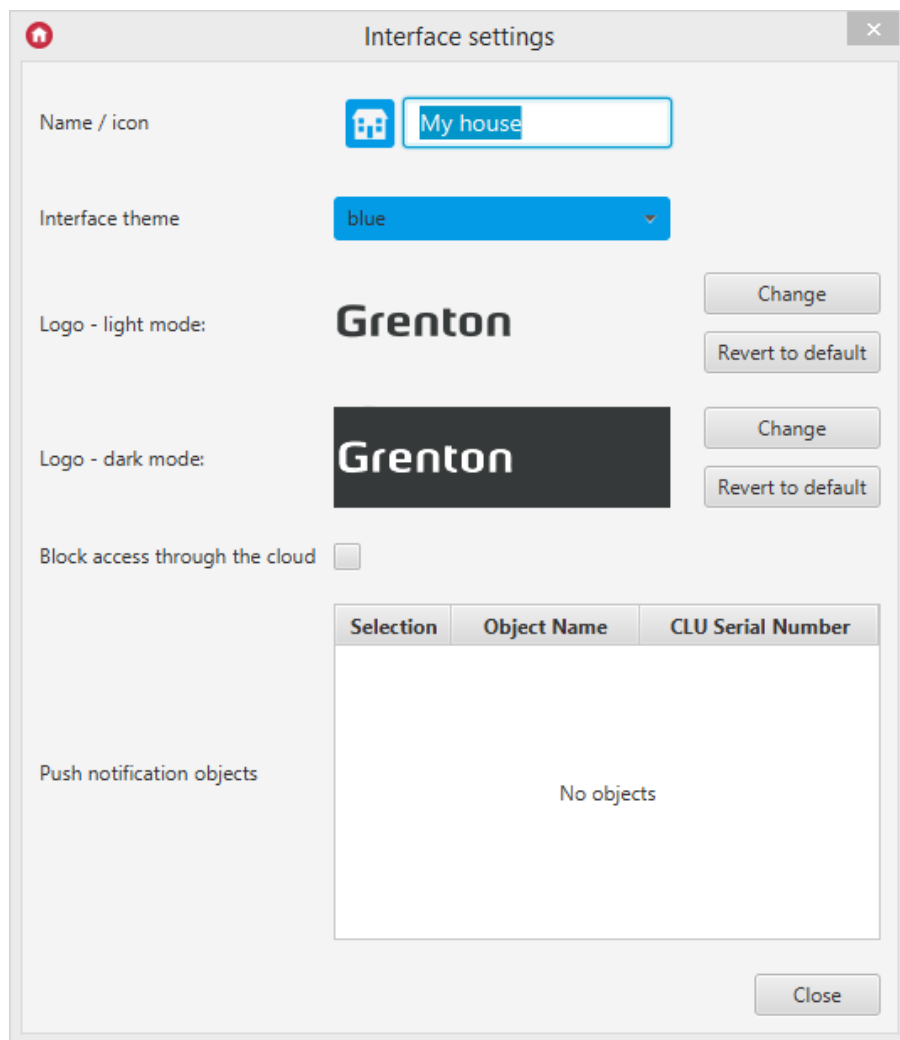 Interface settings
Name / icon
My house
Interface theme
blue
Logo - light mode:
Grenton
Change
Revert to default
Logo - dark mode:
Grenton
Change
Revert to default
Block access through the cloud
Selection Object Name CLU Serial Number
Push notification objects
No objects
Close